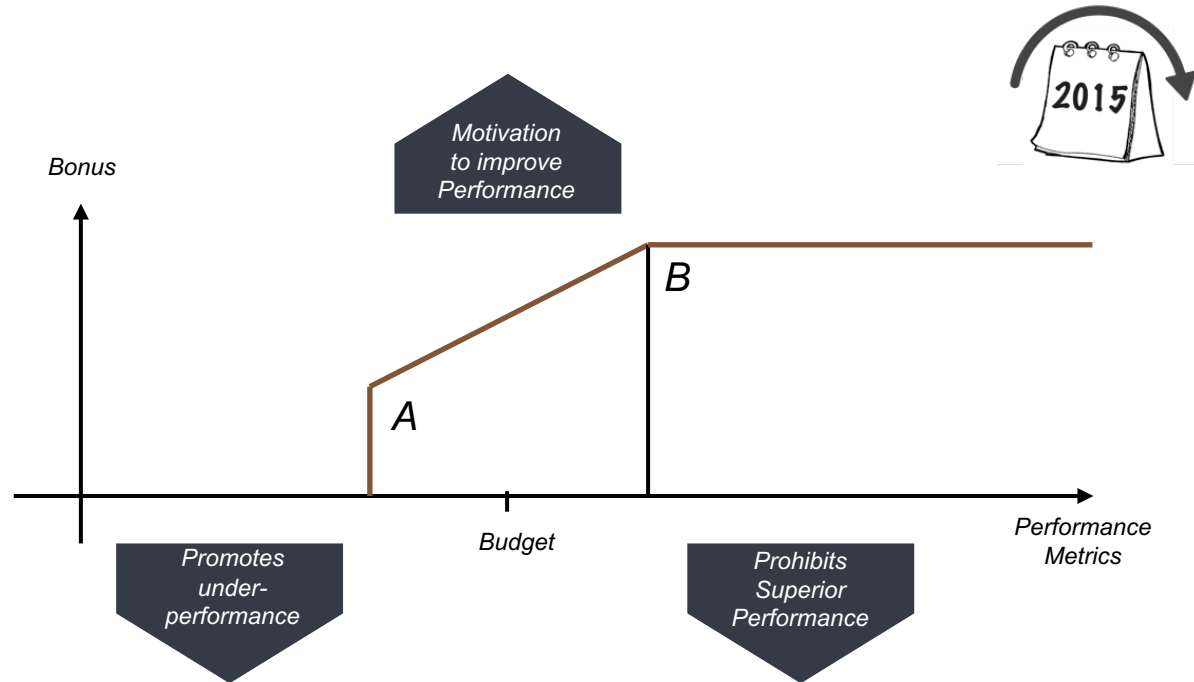 2015
Motivation
to improve
Performance
Bonus
B
A
Budget
Performance
Metrics
Promotes
under-
performance
Prohibits
Superior
Performance